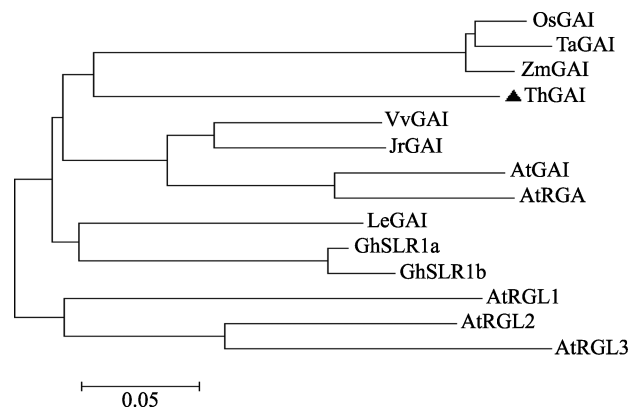 OsGAI
TaGAI
ZmGAI
▲ThGAI
VvGAI
JrGAI
AtGAI
AtRGA
LeGAI
GhSLR1a
GhSLR1b
AtRGL1
AtRGL2
AtRGL3
0.05